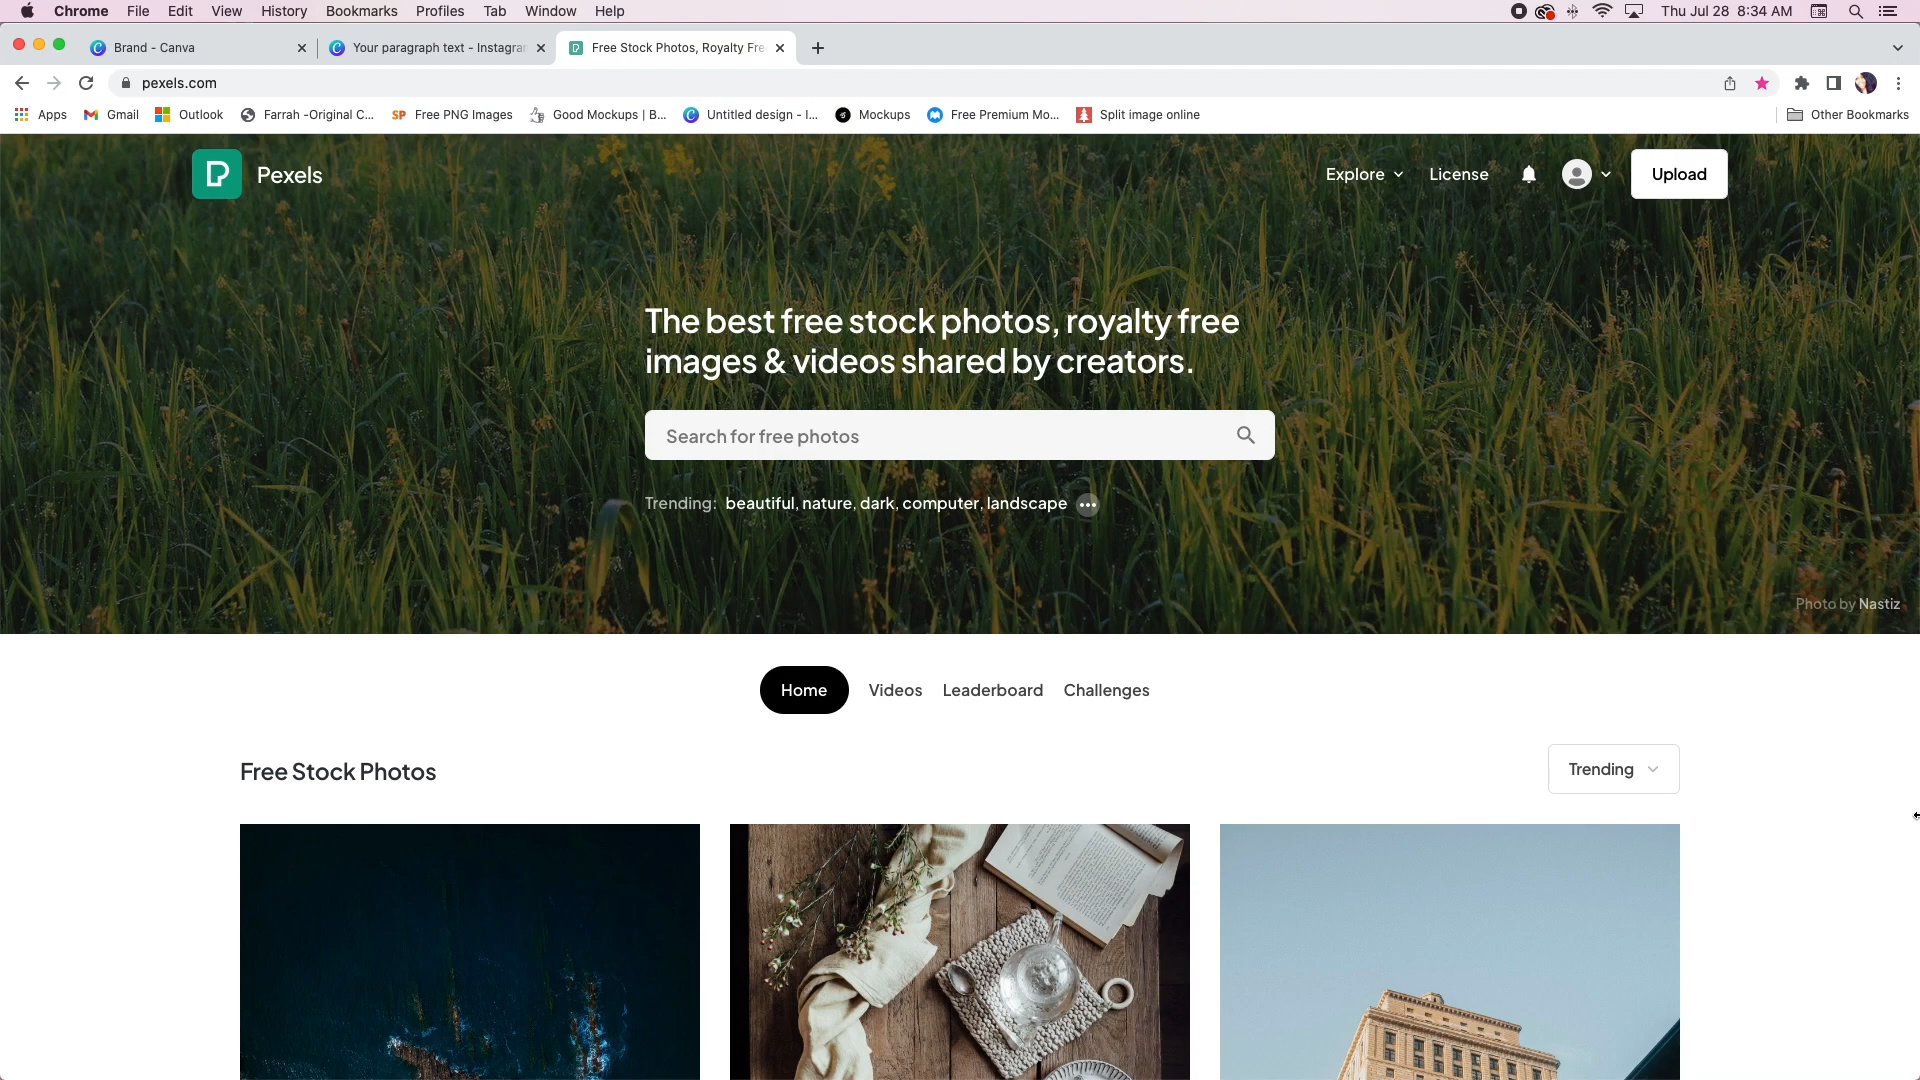 Chrome File Edit View History Bookmarks Profiles Tab Window Help Thu Jul 28 8:34 AM
Brand - Canva Your paragraph text - Instagra Free Stock Photos, Royalty Fre
pexels.com
Apps Gmail Outlook Farrah -Original C... SP Free PNG Images Good Mockups | B... Untitled design - I... Mockups Free Premium Mo... Split image online Other Bookmarks
Pexels Explore License Upload
The best free stock photos, royalty free
images & videos shared by creators.
Search for free photos
Trending: beautiful, nature, dark, computer, landscape
Photo by Nastiz
Home Videos Leaderboard Challenges
Free Stock Photos Trending